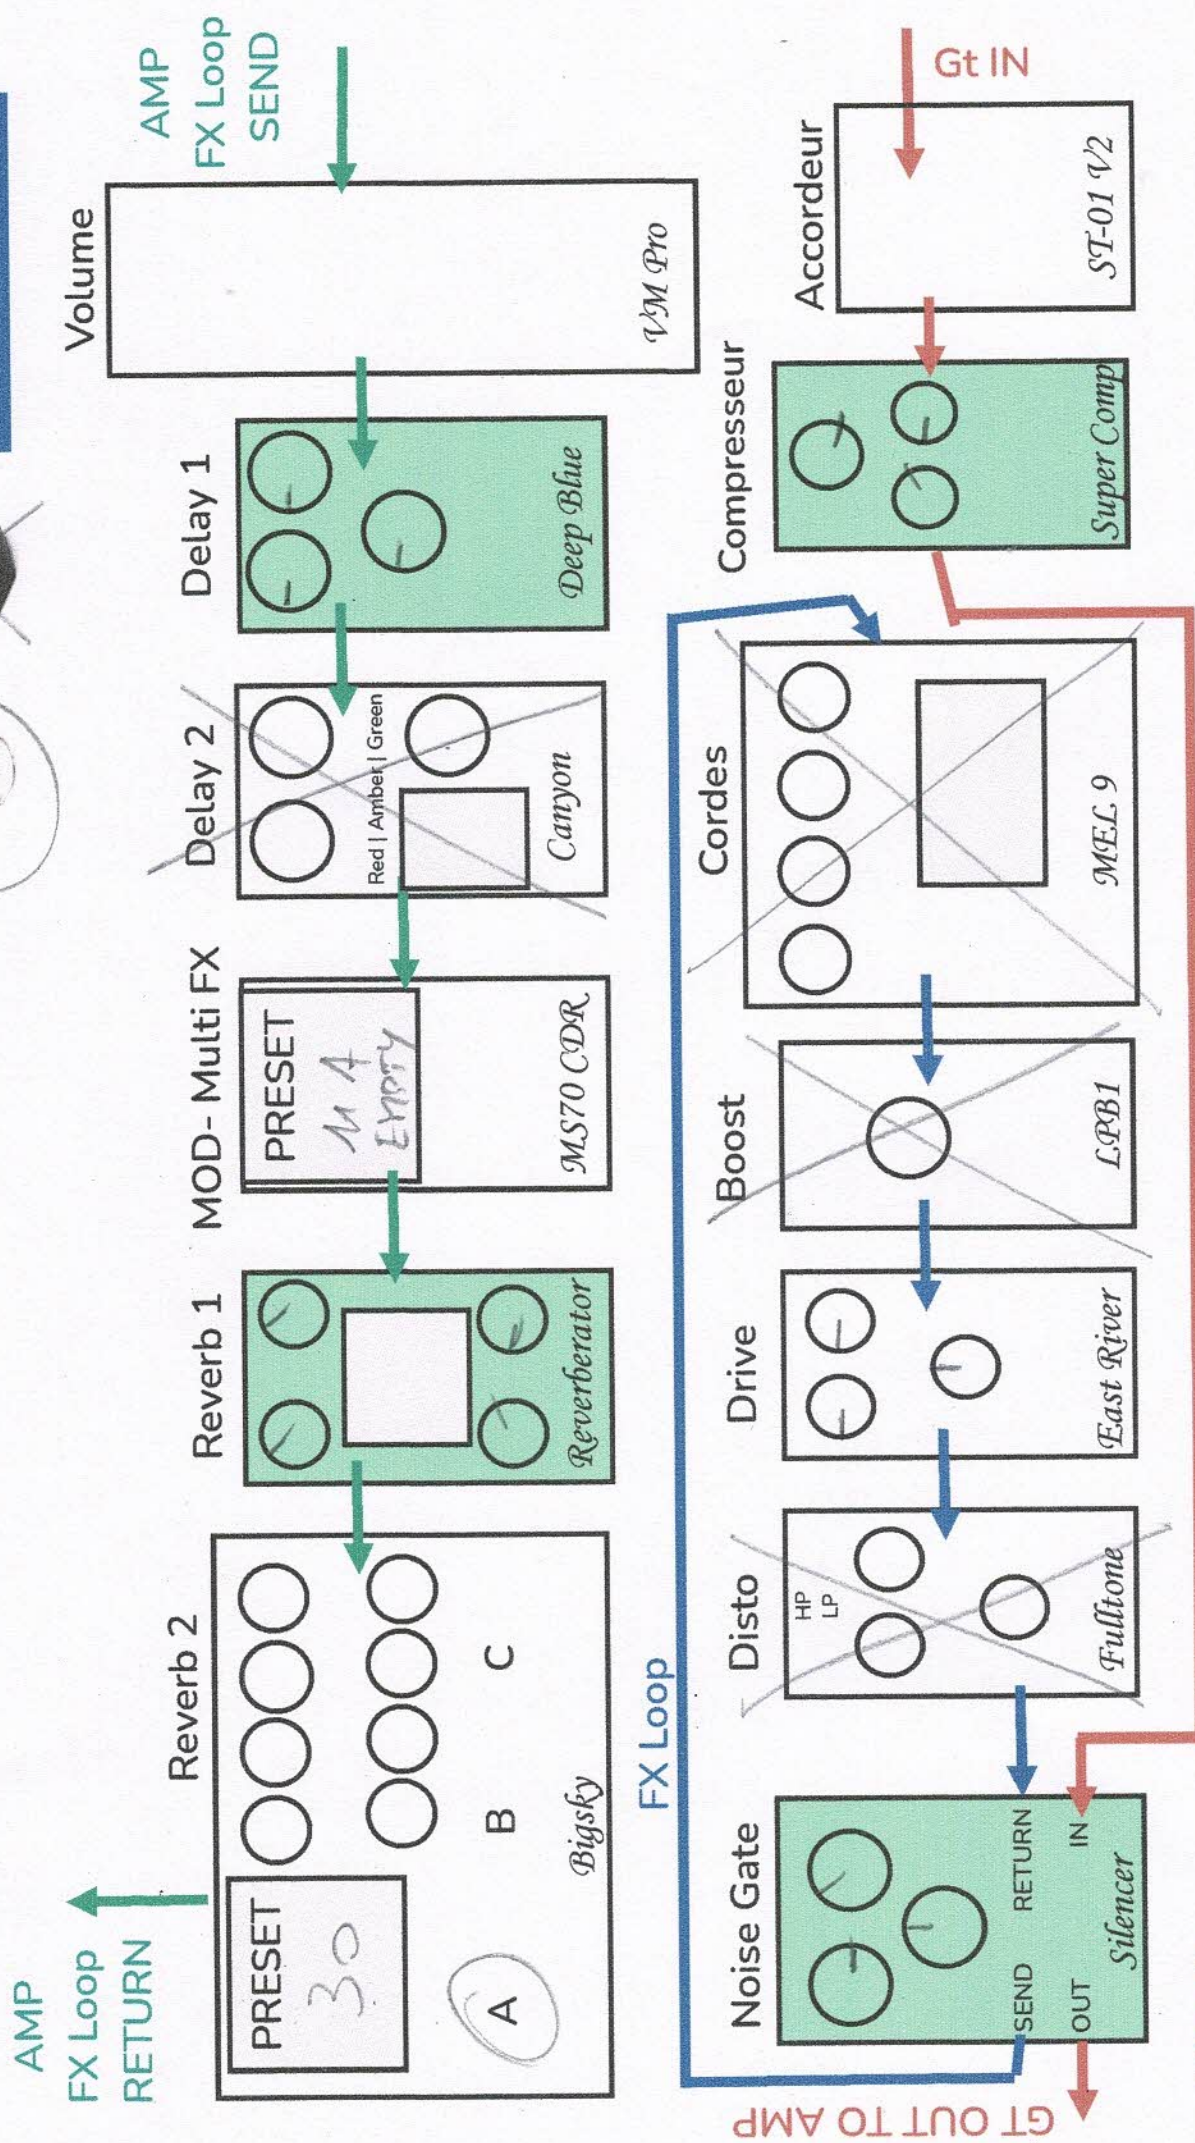 AMP
FX Loop
RETURN
Reverb 2
PRESET
30
A
B
C
Bigsky
Reverb 1
Reverberator
MOD- Multi FX
PRESET
EMPTY
MS70 CDR
Delay 2
Red | Amber | Green
Canyon
Delay 1
Deep Blue
Volume
VM Pro
AMP
FX Loop
SEND
FX Loop
GT OUT TO AMP
Noise Gate
SEND
RETURN
OUT
IN
Silencer
Disto
HP
LP
Fulltone
Drive
East River
Boost
LPB1
Cordes
MEL 9
Compresseur
Super Comp
Accordeur
ST-01 V2
Gt IN